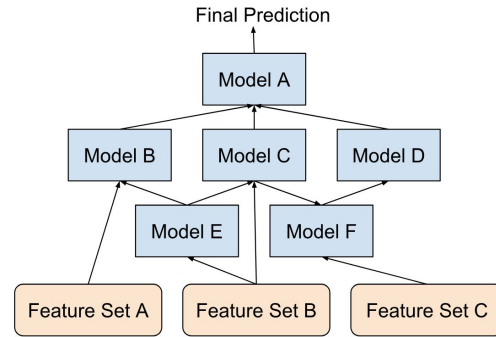 Final Prediction
Model A
Model B
Model C
Model D
Model E
Model F
Feature Set A
Feature Set B
Feature Set C